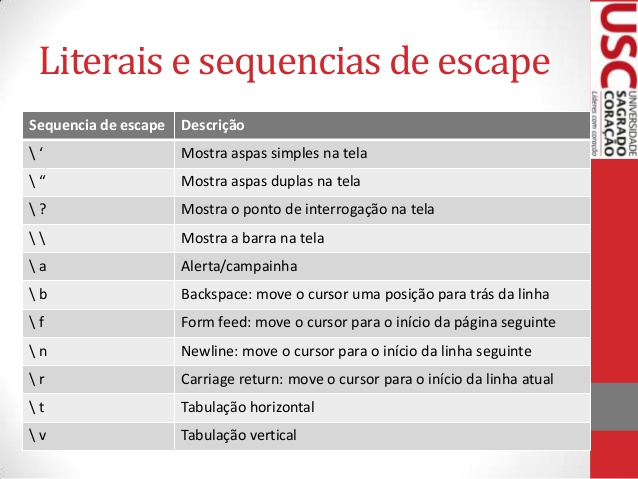 Literais e sequencias de escape
Sequencia de escape Descrição
\ ‘ Mostra aspas simples na tela
\ “ Mostra aspas duplas na tela
\ ? Mostra o ponto de interrogação na tela
\ \ Mostra a barra na tela
\ a Alerta/campainha
\ b Backspace: move o cursor uma posição para trás da linha
\ f Form feed: move o cursor para o início da página seguinte
\ n Newline: move o cursor para o início da linha seguinte
\ r Carriage return: move o cursor para o início da linha atual
\ t Tabulação horizontal
\ v Tabulação vertical
USC
UNIVERSIDADE
SAGRADO
CORAÇÃO
Líderes com coração